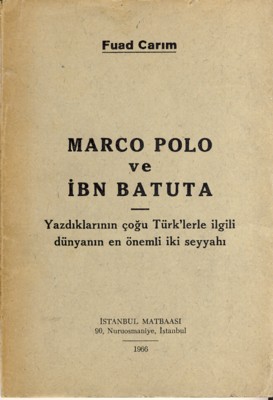 Fuad Carım
MARCO POLO
ve
İBN BATUTA
Yazdıklarının çoğu Türk'lerle ilgili
dünyanın en önemli iki seyyahı
İSTANBUL MATBAASI
90, Nuruosmaniye, İstanbul
1966